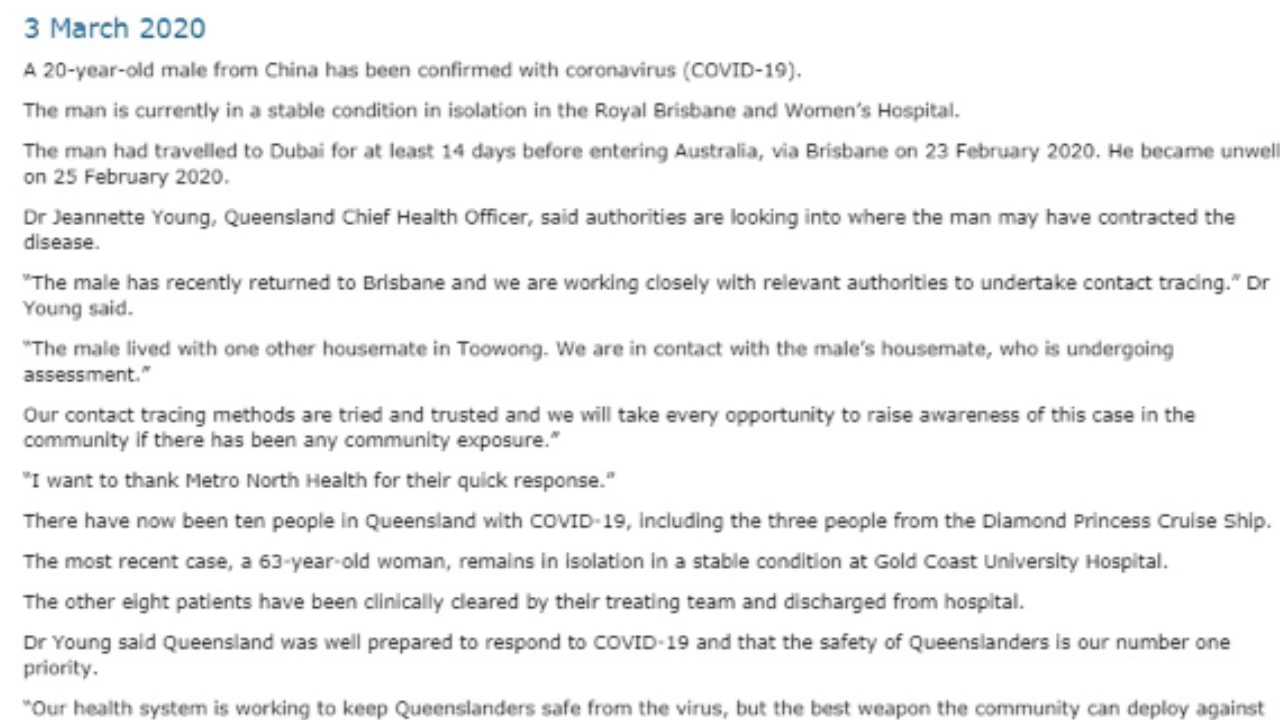 3 March 2020
A 20-year-old male from China has been confirmed with coronavirus (COVID-19).
The man is currently in a stable condition in isolation in the Royal Brisbane and Women’s Hospital.
The man had travelled to Dubai for at least 14 days before entering Australia, via Brisbane on 23 February 2020. He became unwell
on 25 February 2020.
Dr Jeannette Young, Queensland Chief Health Officer, said authorities are looking into where the man may have contracted the
disease.
“The male has recently returned to Brisbane and we are working closely with relevant authorities to undertake contact tracing.” Dr
Young said.
“The male lived with one other housemate in Toowong. We are in contact with the male’s housemate, who is undergoing
assessment.”
Our contact tracing methods are tried and trusted and we will take every opportunity to raise awareness of this case in the
community if there has been any community exposure.”
“I want to thank Metro North Health for their quick response.”
There have now been ten people in Queensland with COVID-19, including the three people from the Diamond Princess Cruise Ship.
The most recent case, a 63-year-old woman, remains in isolation in a stable condition at Gold Coast University Hospital.
The other eight patients have been clinically cleared by their treating team and discharged from hospital.
Dr Young said Queensland was well prepared to respond to COVID-19 and that the safety of Queenslanders is our number one
priority.
“Our health system is working to keep Queenslanders safe from the virus, but the best weapon the community can deploy against